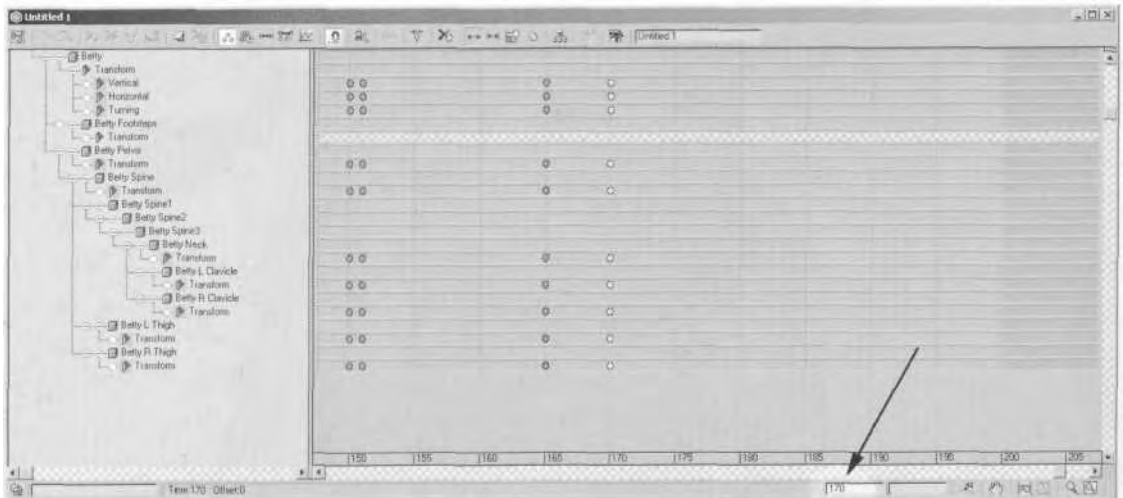 Untitled 1
Untitled 1
Betty
Transform
Vertical
Horizontal
Turning
Betty Footsteps
Transform
Betty Pelvis
Transform
Betty Spine
Transform
Betty Spine1
Betty Spine2
Betty Spine3
Betty Neck
Transform
Betty L Clavicle
Transform
Betty R Clavicle
Transform
Betty L Thigh
Transform
Betty R Thigh
Transform
150 155 160 165 170 175 180 185 190 195 200 205
Time:170 Offset:0
170